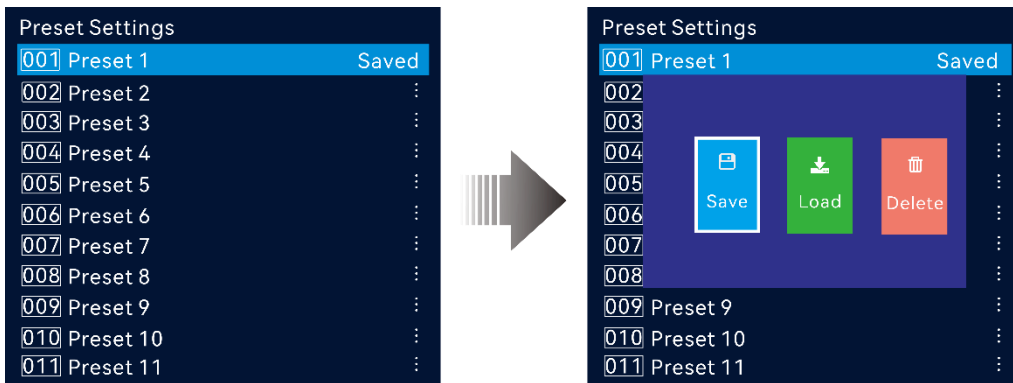 Preset Settings
001 Preset 1 Saved
002 Preset 2
003 Preset 3
004 Preset 4
005 Preset 5
006 Preset 6
007 Preset 7
008 Preset 8
009 Preset 9
010 Preset 10
011 Preset 11
Preset Settings
001 Preset 1 Saved
002
003
004
005
006
007
008
Save Load Delete
009 Preset 9
010 Preset 10
011 Preset 11